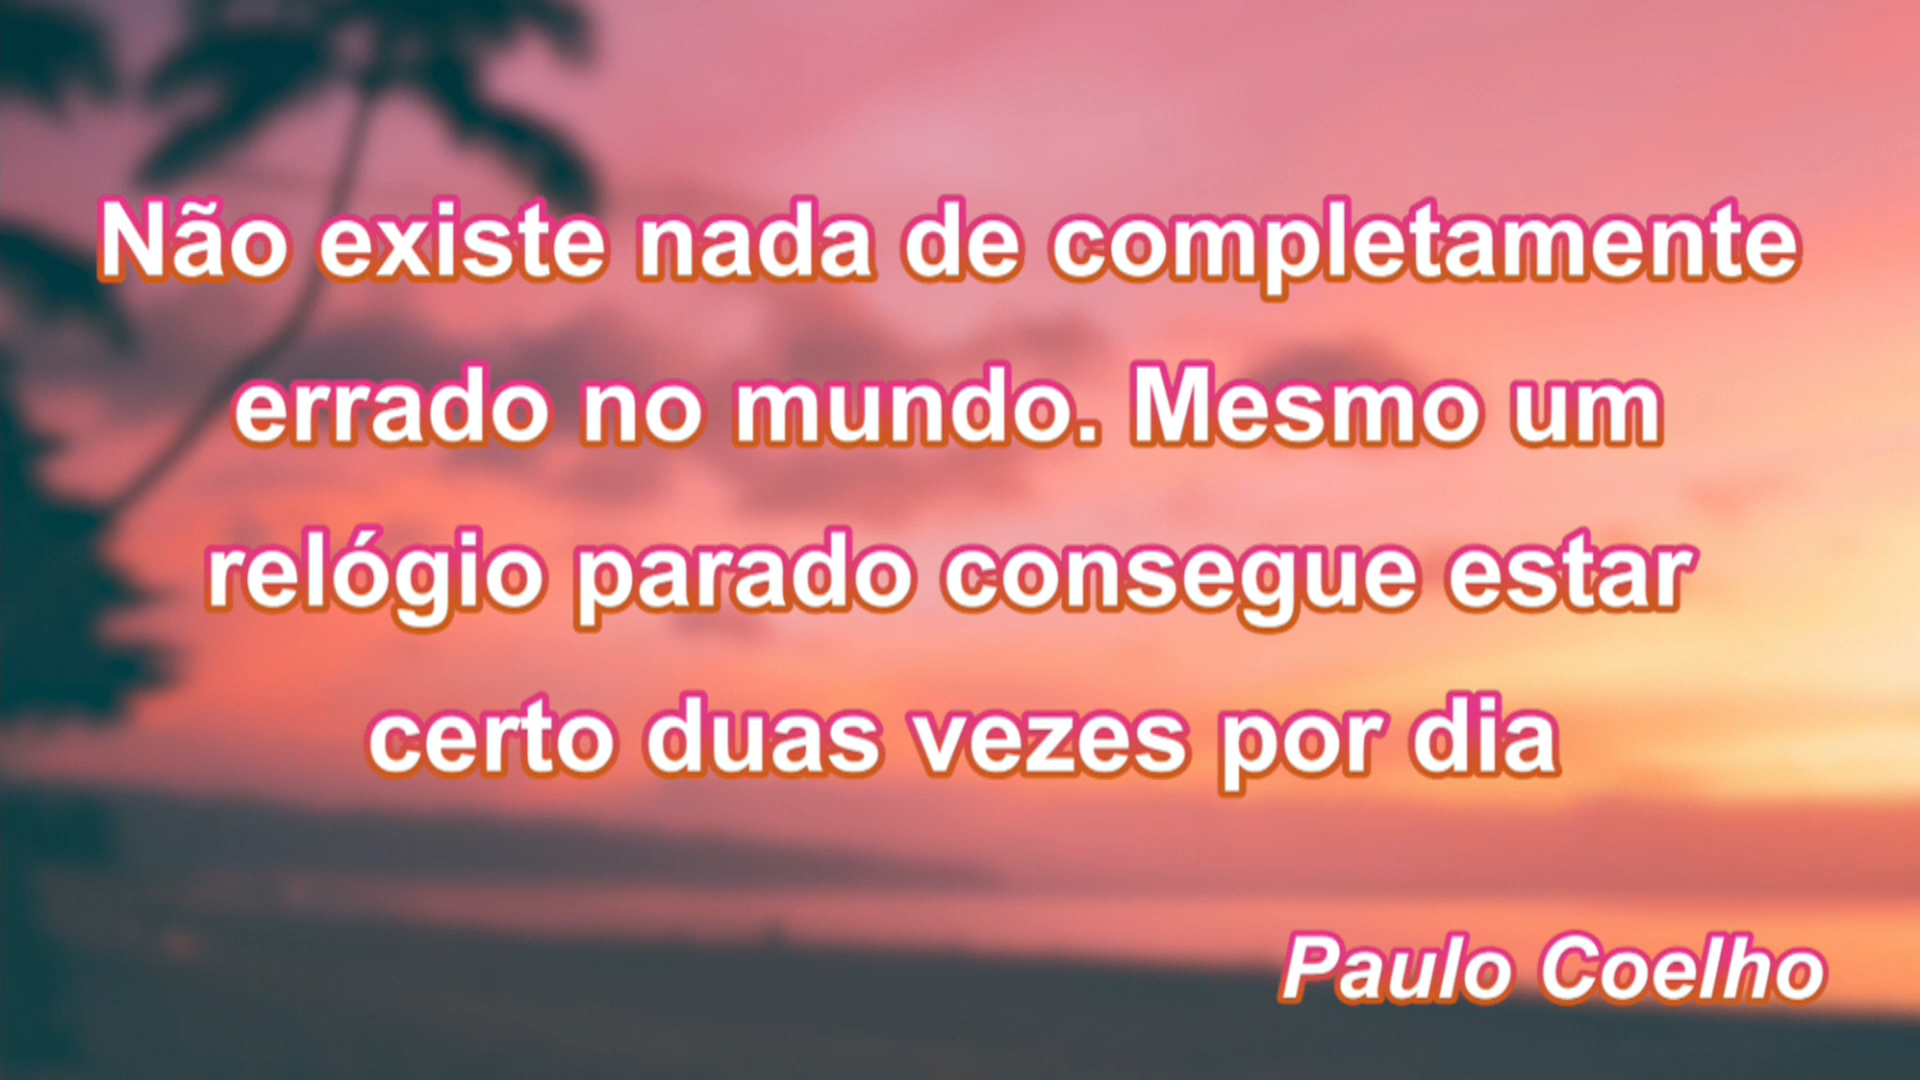 Não existe nada de completamente
errado no mundo. Mesmo um
relógio parado consegue estar
certo duas vezes por dia
Paulo Coelho